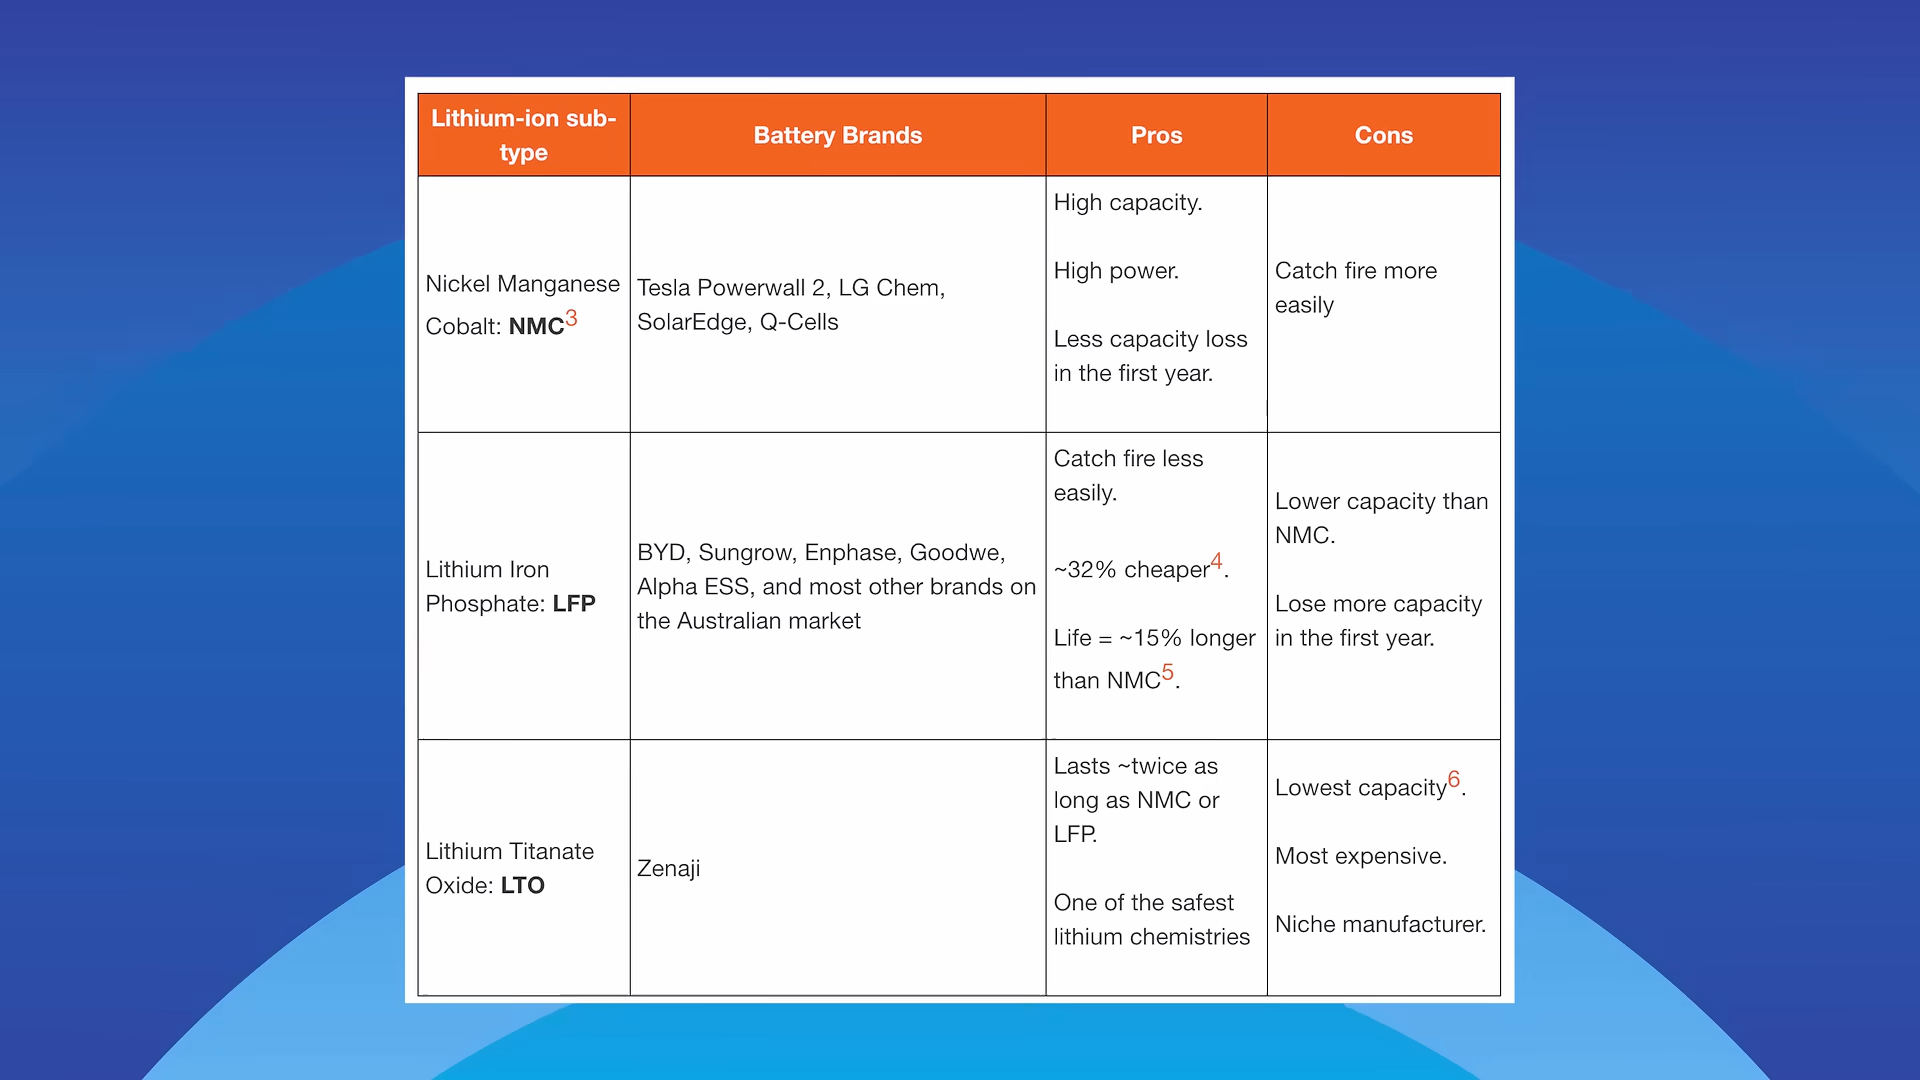 Lithium-ion sub-
type
Battery Brands
Pros
Cons
Nickel Manganese
Cobalt: NMC3
Tesla Powerwall 2, LG Chem,
SolarEdge, Q-Cells
High capacity.
High power.
Less capacity loss
in the first year.
Catch fire more
easily
Lithium Iron
Phosphate: LFP
BYD, Sungrow, Enphase, Goodwe,
Alpha ESS, and most other brands on
the Australian market
Catch fire less
easily.
~32% cheaper4.
Life = ~15% longer
than NMC5.
Lower capacity than
NMC.
Lose more capacity
in the first year.
Lithium Titanate
Oxide: LTO
Zenaji
Lasts ~twice as
long as NMC or
LFP.
One of the safest
lithium chemistries
Lowest capacity6.
Most expensive.
Niche manufacturer.